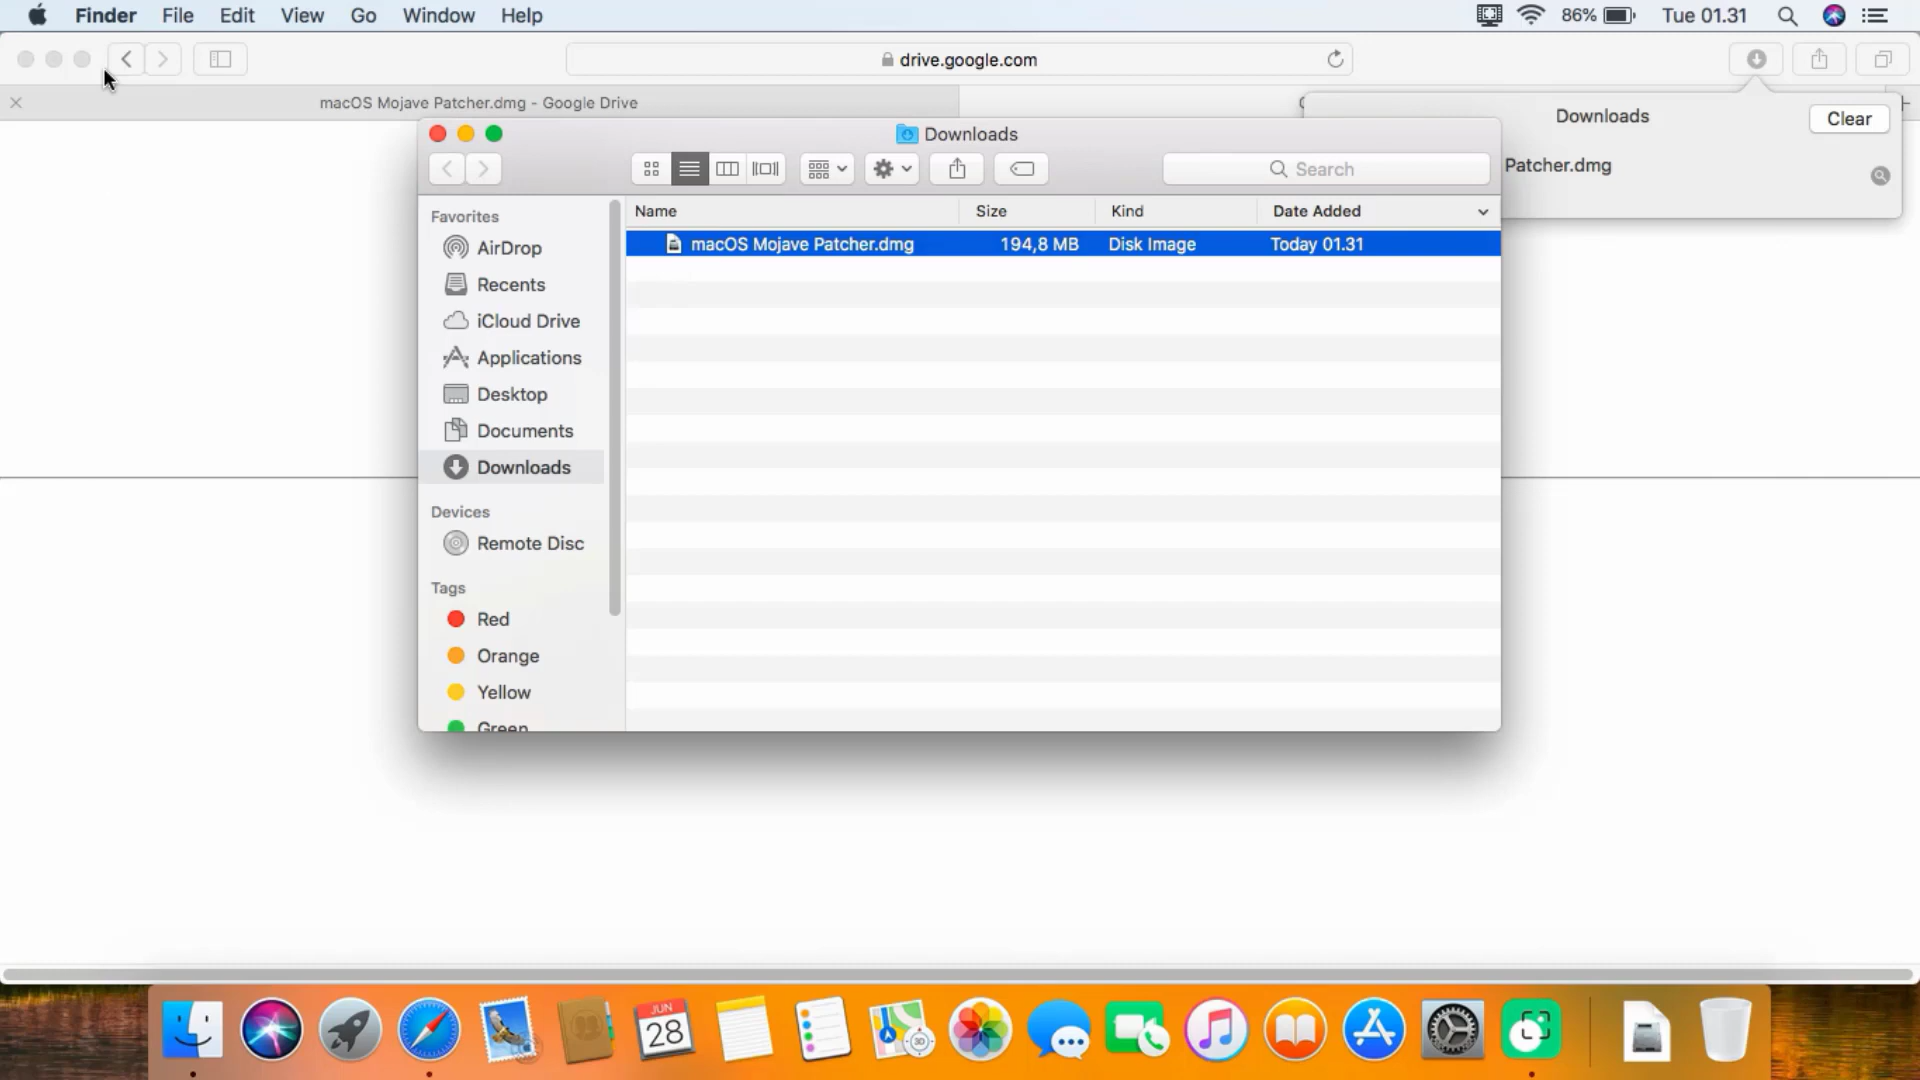 Finder File Edit View Go Window Help 86% Tue 01.31
drive.google.com
macOS Mojave Patcher.dmg - Google Drive
Downloads Clear
Patcher.dmg
Downloads
Search
Favorites
AirDrop
Recents
iCloud Drive
Applications
Desktop
Documents
Downloads
Devices
Remote Disc
Tags
Red
Orange
Yellow
Green
Name Size Kind Date Added
macOS Mojave Patcher.dmg 194,8 MB Disk Image Today 01.31
JUN
28
3D